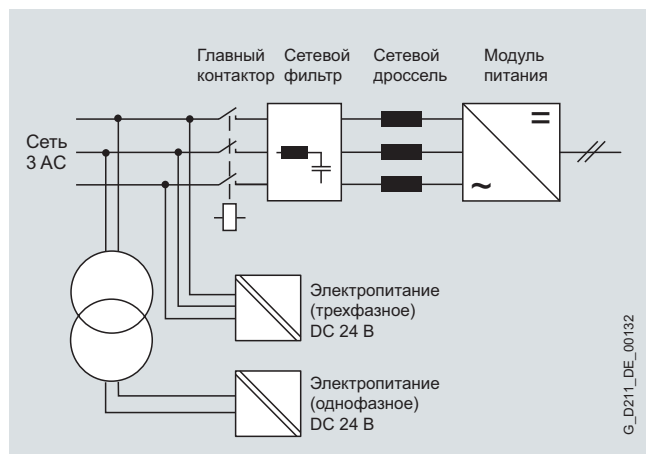 Главный
контактор
Сетевой
фильтр
Сетевой
дроссель
Модуль
питания
Сеть
3 AC
Электропитание
(трехфазное)
DC 24 В
Электропитание
(однофазное)
DC 24 В
G_D211_DE_00132